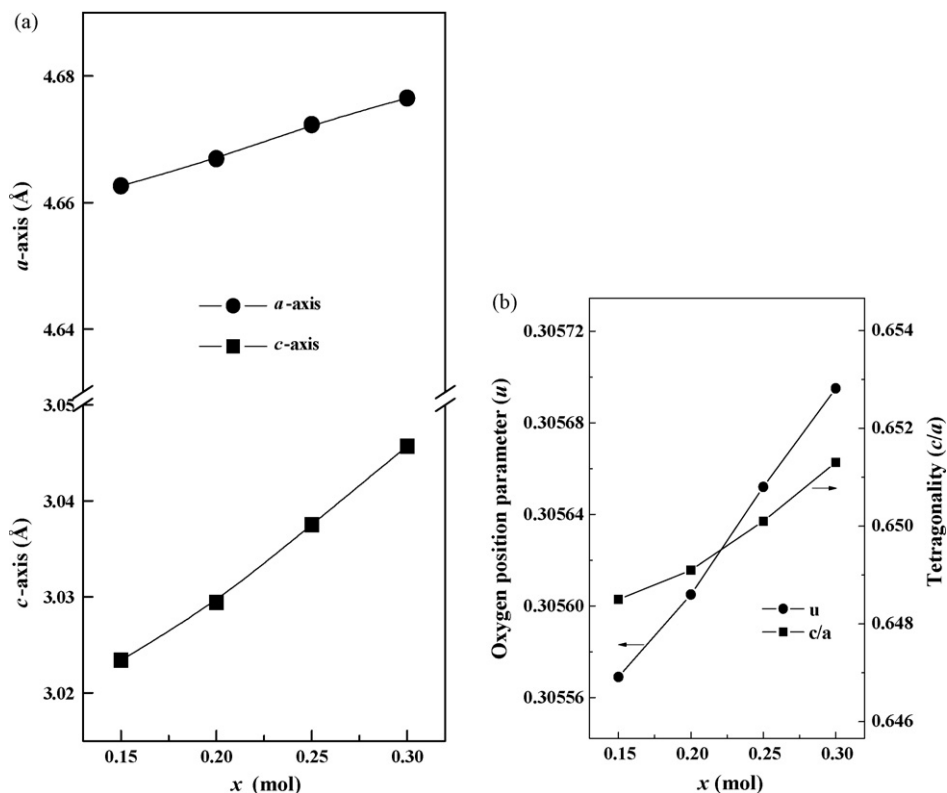 (a)
4.68
4.66
4.64
a-axis (Å)
a-axis
c-axis
3.05
3.04
3.03
3.02
c-axis (Å)
0.15 0.20 0.25 0.30
x (mol)
(b)
0.30572
0.30568
0.30564
0.30560
0.30556
Oxygen position parameter (u)
0.654
0.652
0.650
0.648
0.646
Tetragonality (c/a)
u
c/a
0.15 0.20 0.25 0.30
x (mol)